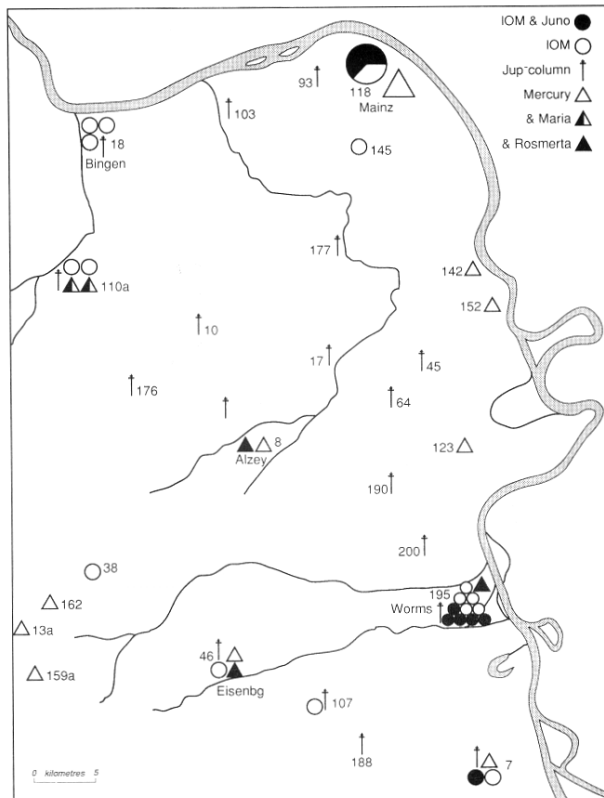 IOM & Juno
IOM
Jup-column
Mercury
& Maria
& Rosmerta
93
118
Mainz
103
18
Bingen
145
177
142
110a
152
10
17
45
176
64
8
Alzey
123
190
200
38
195
162
Worms
13a
46
159a
Eisenbg
107
188
7
0 kilometres 5